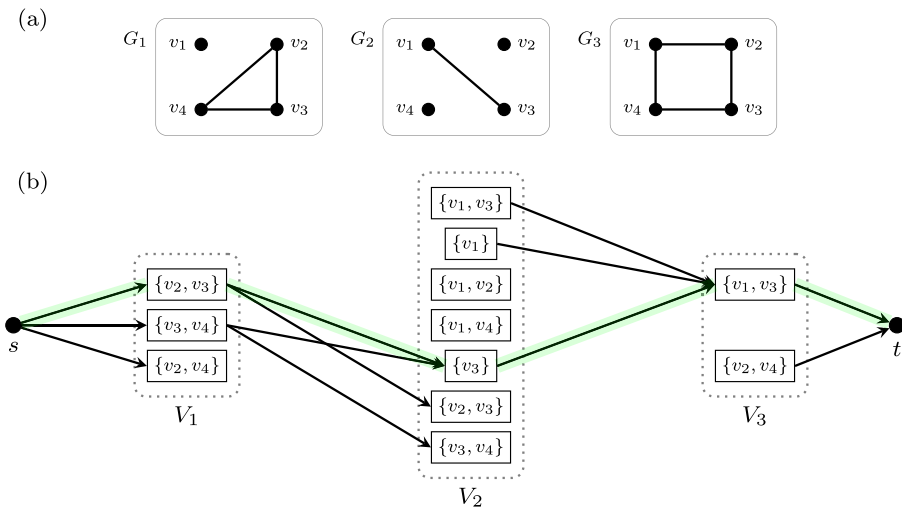 (a)
G₁ v₁ v₂ v₄ v₃
G₂ v₁ v₂ v₄ v₃
G₃ v₁ v₂ v₄ v₃
(b)
s
{v₂, v₃}
{v₃, v₄}
{v₂, v₄}
V₁
{v₁, v₃}
{v₁}
{v₁, v₂}
{v₁, v₄}
{v₃}
{v₂, v₃}
{v₃, v₄}
V₂
{v₁, v₃}
{v₂, v₄}
V₃
t